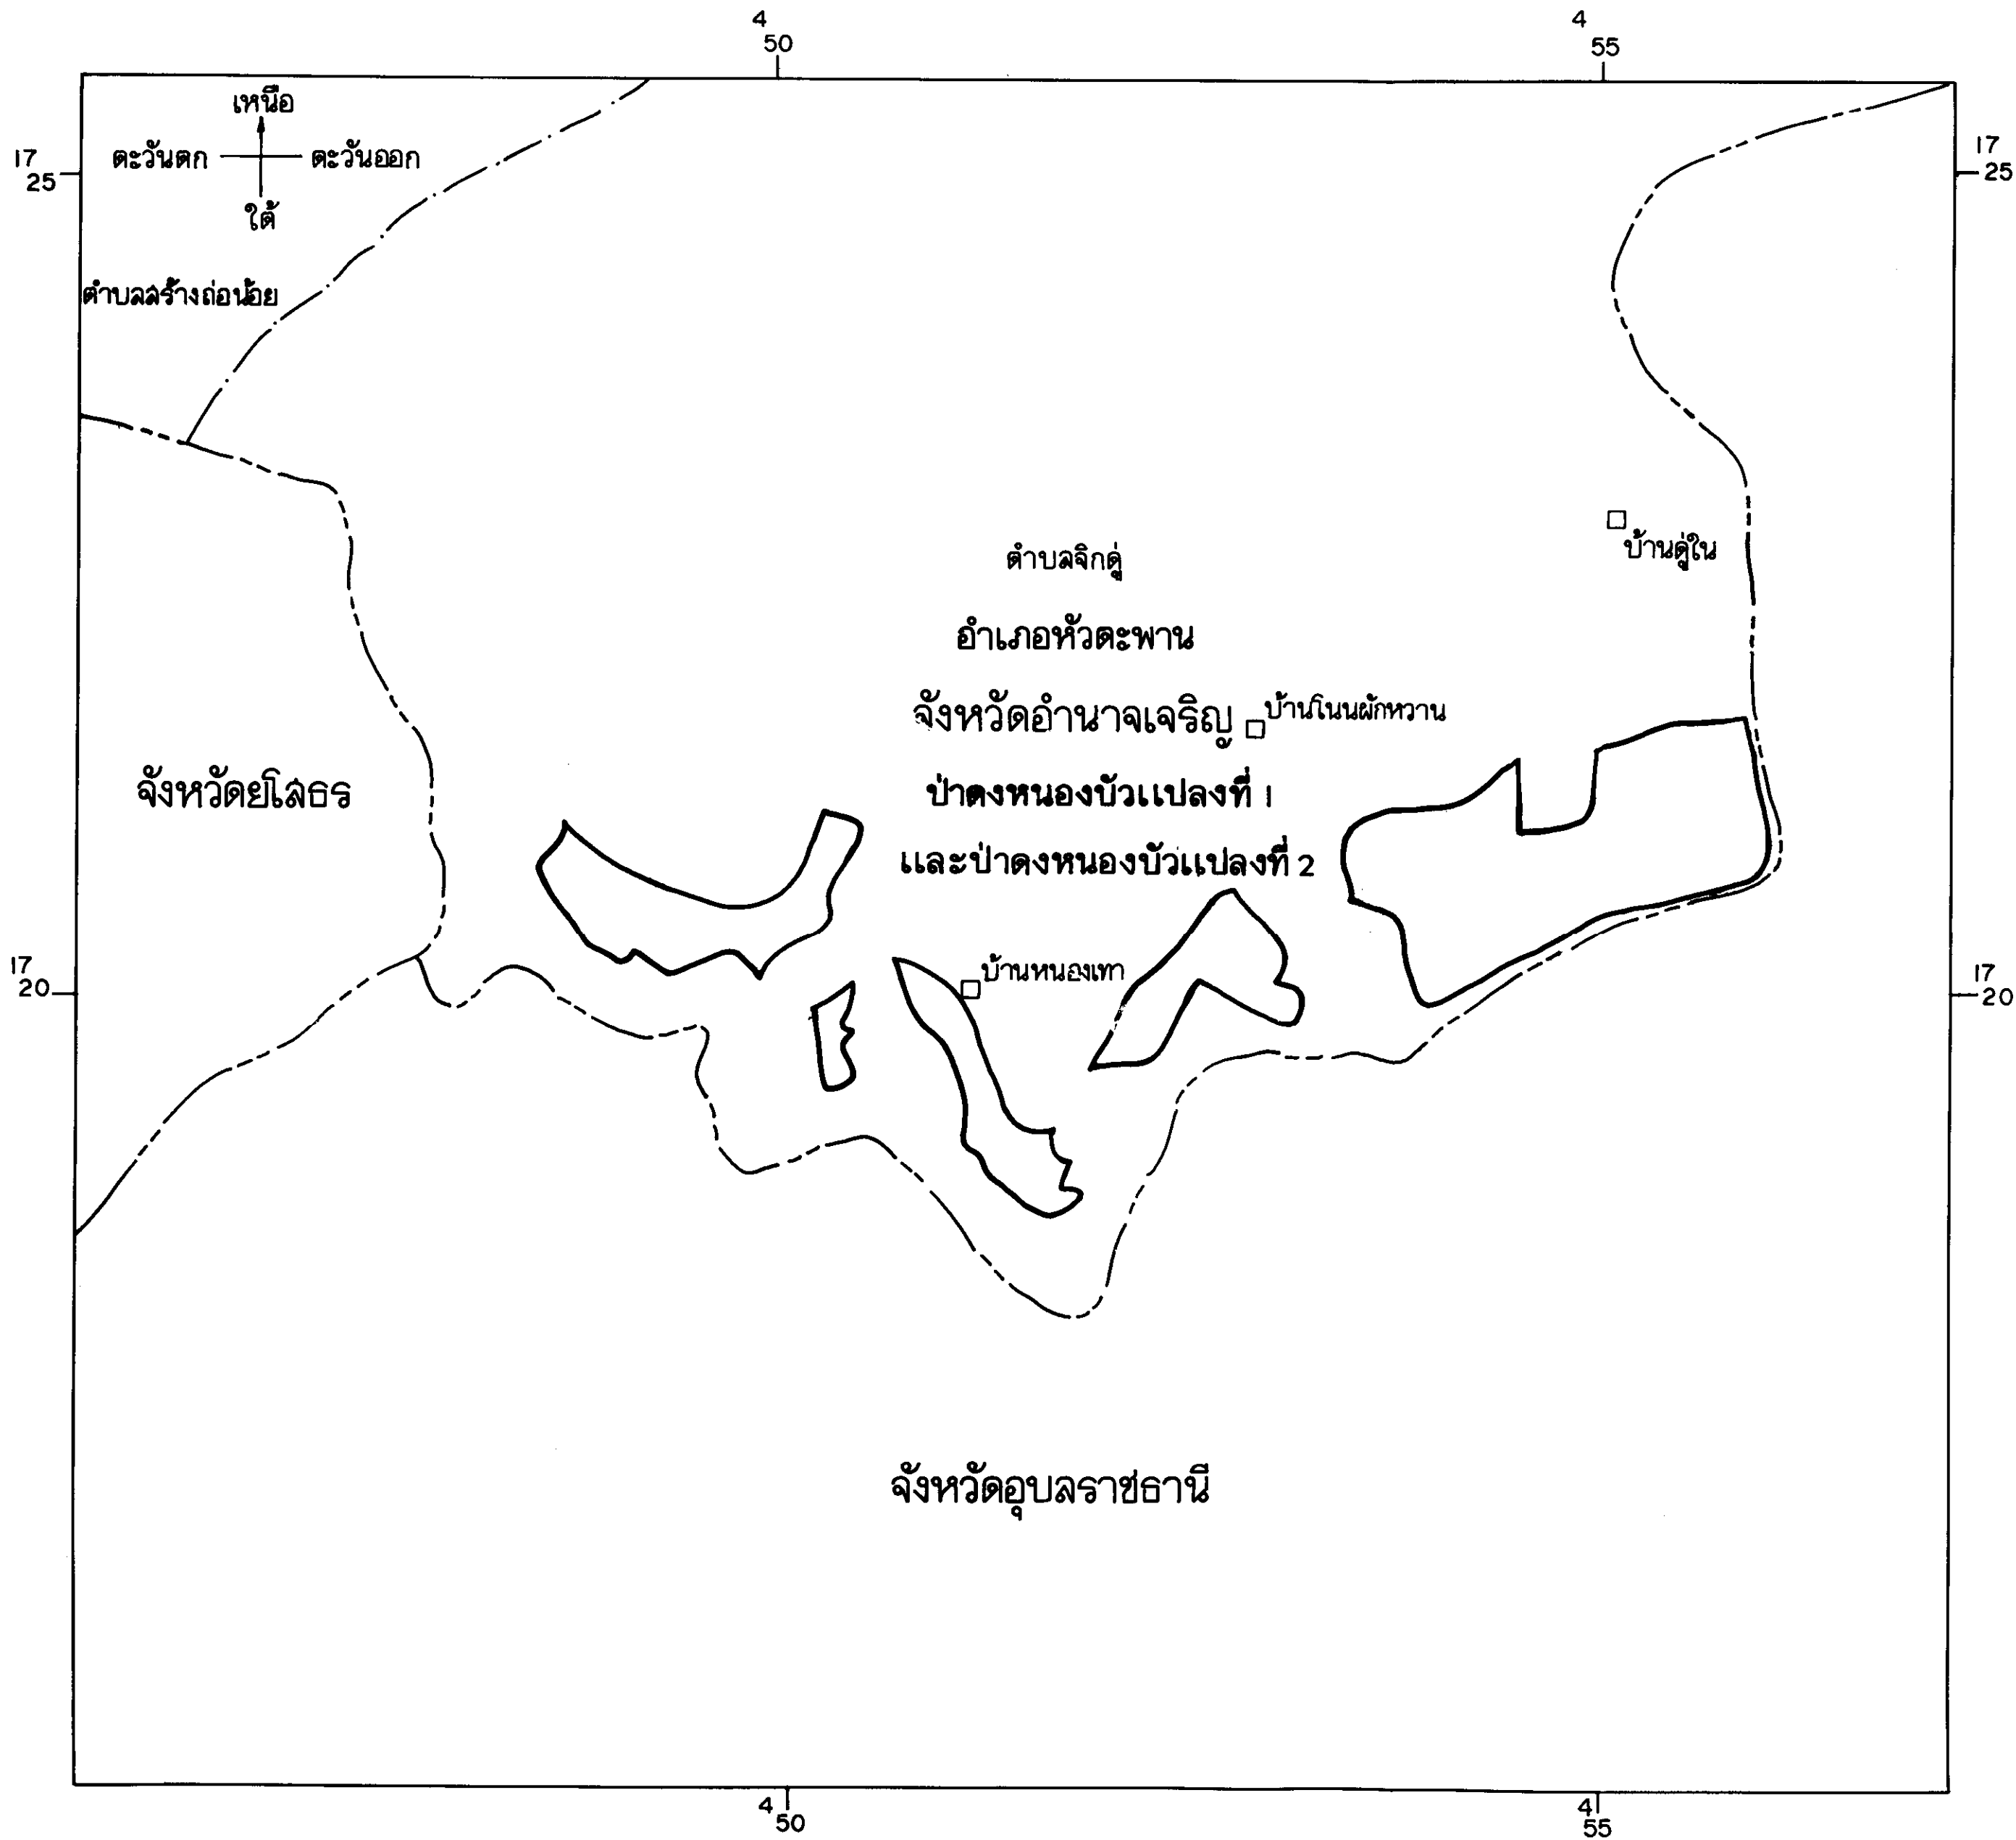 4
50
4
55
เหนือ
ตะวันตก
ตะวันออก
ใต้
17
25
17
25
ตำบลสร้างถ่อน้อย
ตำบลจิกดู่
บ้านดู่ใน
อำเภอหัวตะพาน
จังหวัดอำนาจเจริญ
บ้านโนนผักหวาน
จังหวัดยโสธร
ป่าดงหนองบัวแปลงที่ 1
และป่าดงหนองบัวแปลงที่ 2
บ้านหนองเทา
17
20
17
20
จังหวัดอุบลราชธานี
4
50
4
55